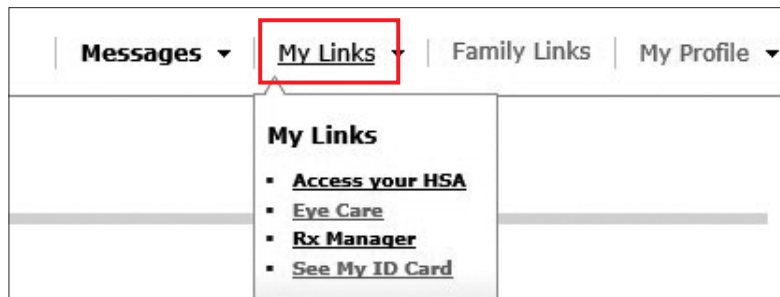 Messages My Links Family Links My Profile
My Links
Access your HSA
Eye Care
Rx Manager
See My ID Card